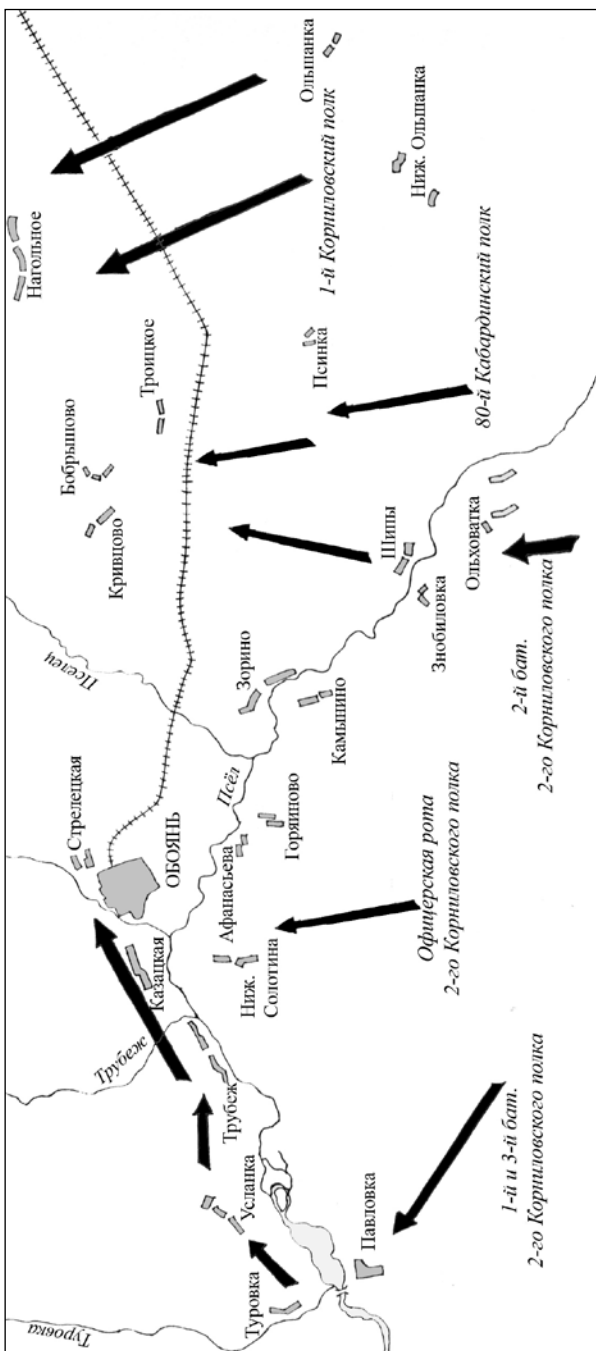 Туровка
Туровка
Усланка
Павловка
1-й и 3-й бат.
2-го Корниловского полка
Трубеж
Трубеж
Казацкая
Стрелецкая
ОБОЯНЬ
Ниж.
Солотина
Афанасьева
Горяиново
Офицерская рота
2-го Корниловского полка
Псёл
Пселец
Зорино
Камыпино
Знобиловка
Шипы
Ольховатка
2-й бат.
2-го Корниловского полка
Кривцово
Бобрышово
Троицкое
Псинка
80-й Кабардинский полк
Нагольное
1-й Корниловский полк
Ольшанка
Ниж. Ольшанка